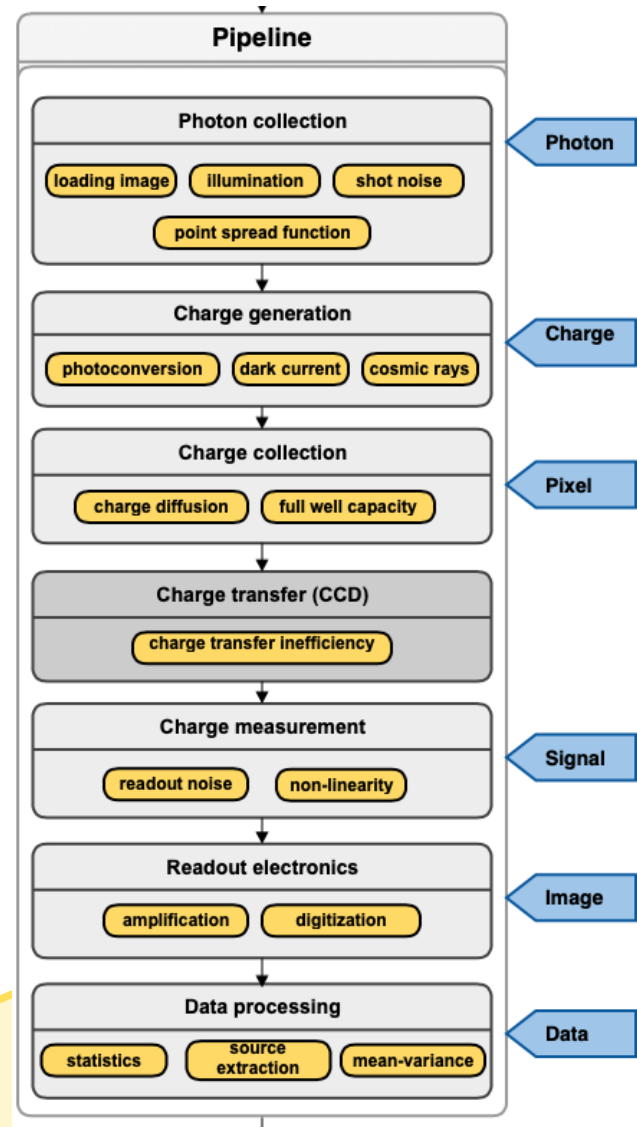 Pipeline
Photon collection
Photon
loading image
illumination
shot noise
point spread function
Charge generation
Charge
photoconversion
dark current
cosmic rays
Charge collection
Pixel
charge diffusion
full well capacity
Charge transfer (CCD)
charge transfer inefficiency
Charge measurement
Signal
readout noise
non-linearity
Readout electronics
Image
amplification
digitization
Data processing
Data
statistics
source
extraction
mean-variance